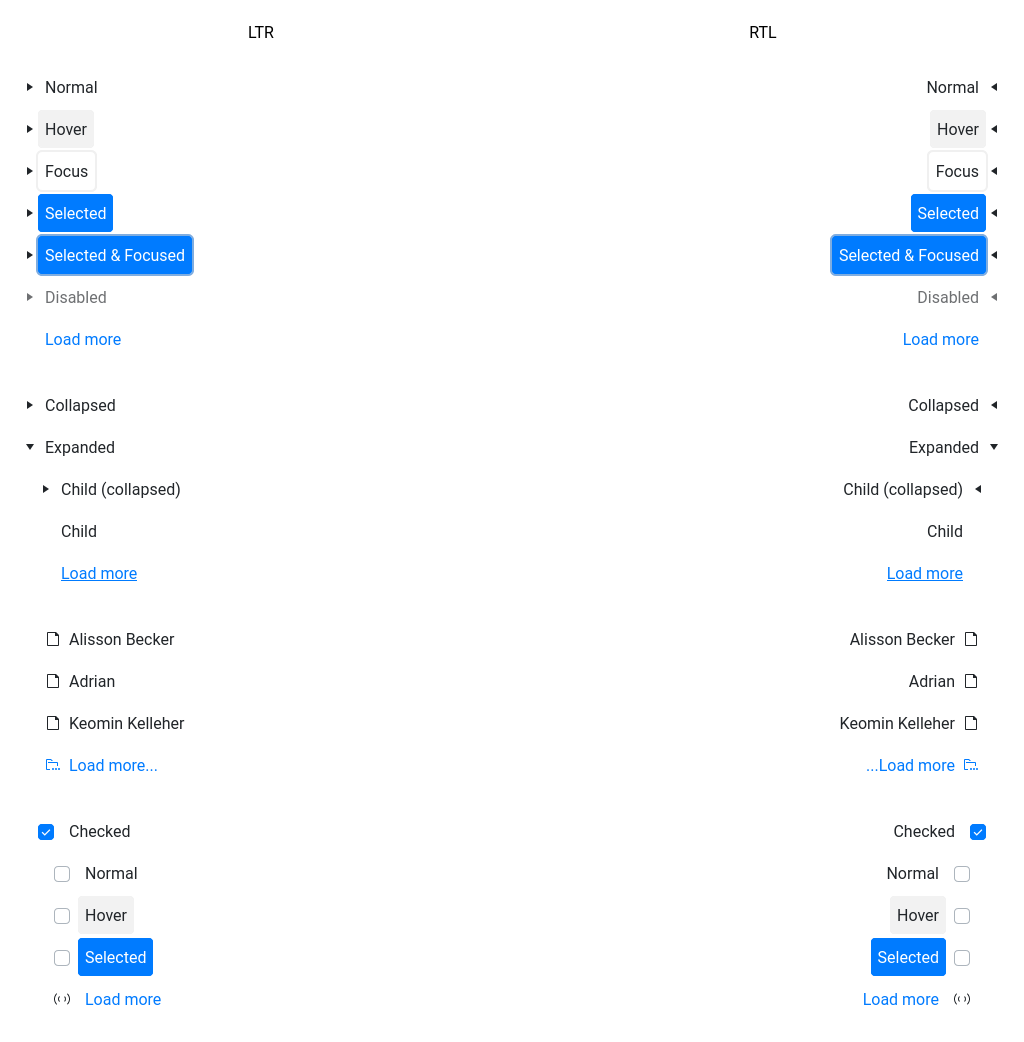 LTR
Normal
Hover
Focus
Selected
Selected & Focused
Disabled
Load more
Collapsed
Expanded
Child (collapsed)
Child
Load more
Alisson Becker
Adrian
Keomin Kelleher
Load more...
Checked
Normal
Hover
Selected
Load more
RTL
Normal
Hover
Focus
Selected
Selected & Focused
Disabled
Load more
Collapsed
Expanded
Child (collapsed)
Child
Load more
Alisson Becker
Adrian
Keomin Kelleher
...Load more
Checked
Normal
Hover
Selected
Load more